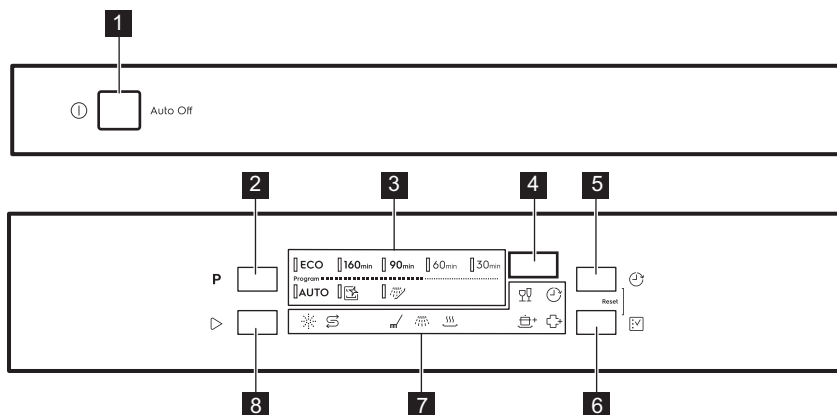 1
Auto Off
2 3 4 5
P
ECO 160min 90min 60min 30min
Program
AUTO
Reset
8 7 6